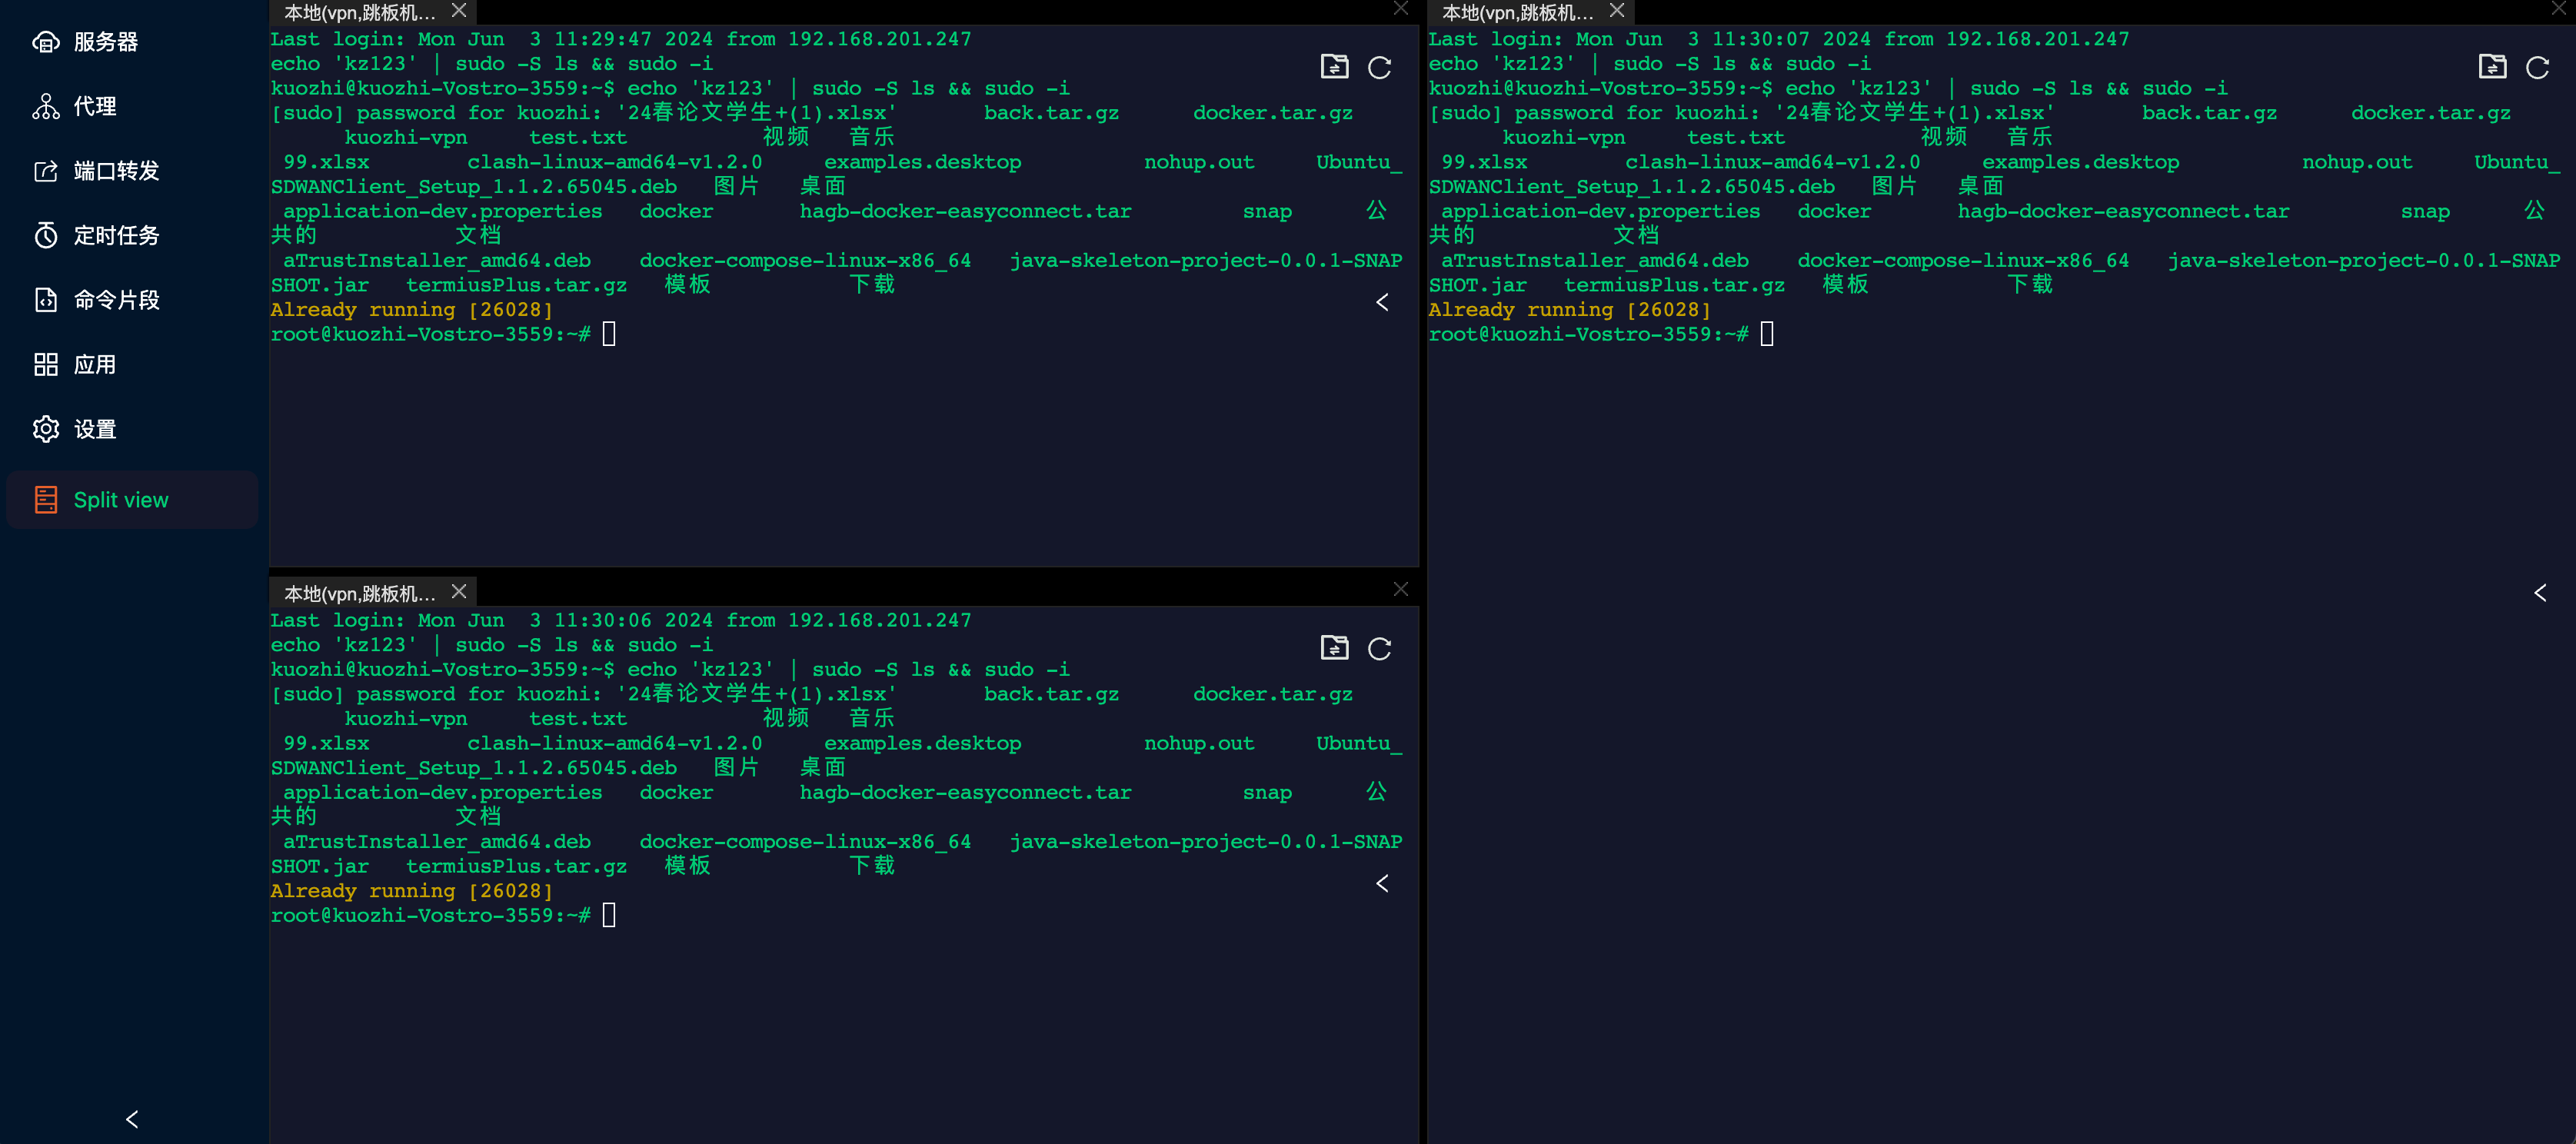 服务器
代理
端口转发
定时任务
命令片段
应用
设置
Split view
本地(vpn,跳板机...
Last login: Mon Jun  3 11:29:47 2024 from 192.168.201.247
echo 'kz123' | sudo -S ls && sudo -i
kuozhi@kuozhi-Vostro-3559:~$ echo 'kz123' | sudo -S ls && sudo -i
[sudo] password for kuozhi: '24春论文学生+(1).xlsx'       back.tar.gz      docker.tar.gz
      kuozhi-vpn     test.txt           视频   音乐
 99.xlsx        clash-linux-amd64-v1.2.0     examples.desktop          nohup.out     Ubuntu_
SDWANClient_Setup_1.1.2.65045.deb   图片   桌面
 application-dev.properties   docker       hagb-docker-easyconnect.tar         snap      公
共的           文档
 aTrustInstaller_amd64.deb    docker-compose-linux-x86_64   java-skeleton-project-0.0.1-SNAP
SHOT.jar   termiusPlus.tar.gz   模板           下载
Already running [26028]
root@kuozhi-Vostro-3559:~#
本地(vpn,跳板机...
Last login: Mon Jun  3 11:30:06 2024 from 192.168.201.247
echo 'kz123' | sudo -S ls && sudo -i
kuozhi@kuozhi-Vostro-3559:~$ echo 'kz123' | sudo -S ls && sudo -i
[sudo] password for kuozhi: '24春论文学生+(1).xlsx'       back.tar.gz      docker.tar.gz
      kuozhi-vpn     test.txt           视频   音乐
 99.xlsx        clash-linux-amd64-v1.2.0     examples.desktop          nohup.out     Ubuntu_
SDWANClient_Setup_1.1.2.65045.deb   图片   桌面
 application-dev.properties   docker       hagb-docker-easyconnect.tar         snap      公
共的           文档
 aTrustInstaller_amd64.deb    docker-compose-linux-x86_64   java-skeleton-project-0.0.1-SNAP
SHOT.jar   termiusPlus.tar.gz   模板           下载
Already running [26028]
root@kuozhi-Vostro-3559:~#
本地(vpn,跳板机...
Last login: Mon Jun  3 11:30:07 2024 from 192.168.201.247
echo 'kz123' | sudo -S ls && sudo -i
kuozhi@kuozhi-Vostro-3559:~$ echo 'kz123' | sudo -S ls && sudo -i
[sudo] password for kuozhi: '24春论文学生+(1).xlsx'       back.tar.gz      docker.tar.gz
      kuozhi-vpn     test.txt           视频   音乐
 99.xlsx        clash-linux-amd64-v1.2.0     examples.desktop          nohup.out     Ubuntu_
SDWANClient_Setup_1.1.2.65045.deb   图片   桌面
 application-dev.properties   docker       hagb-docker-easyconnect.tar         snap      公
共的           文档
 aTrustInstaller_amd64.deb    docker-compose-linux-x86_64   java-skeleton-project-0.0.1-SNAP
SHOT.jar   termiusPlus.tar.gz   模板           下载
Already running [26028]
root@kuozhi-Vostro-3559:~#